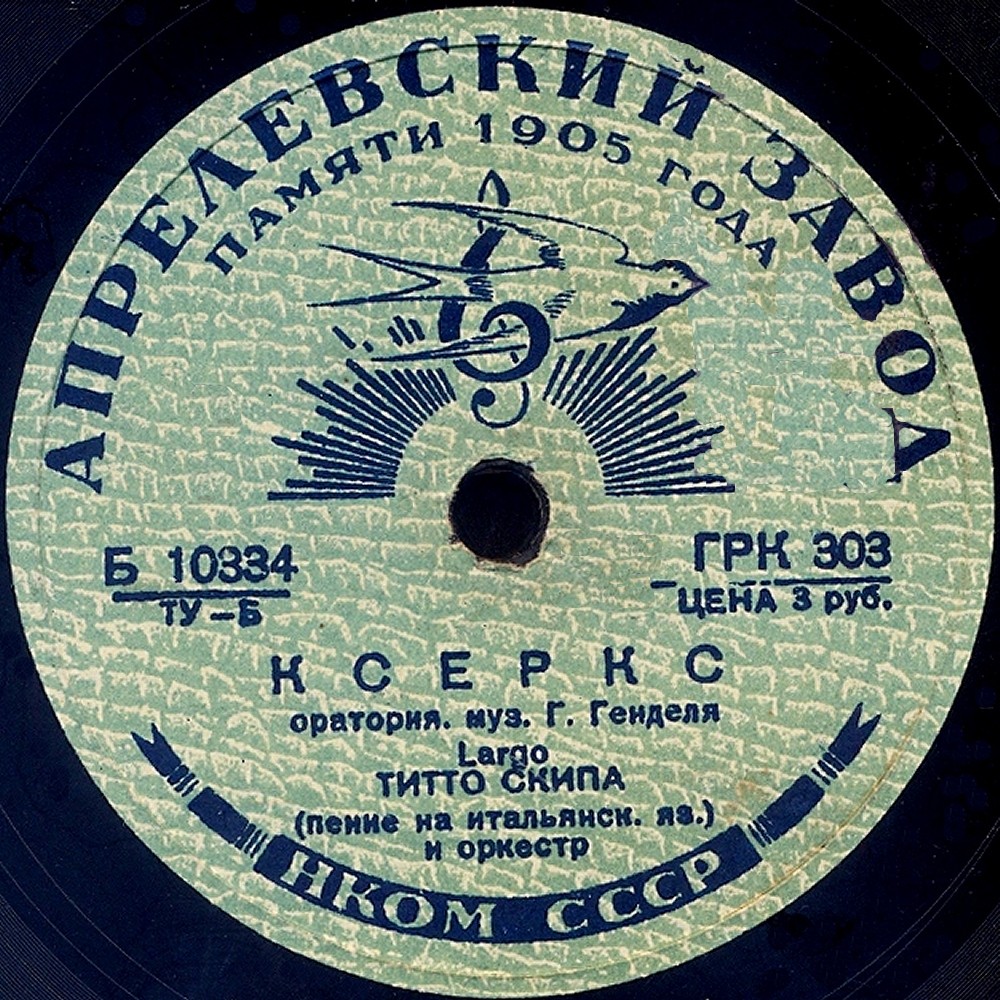 АПРЕЛЕВСКИЙ ЗАВОД
ПАМЯТИ 1905 ГОДА
Б 10334
ТУ – Б
ГРК 303
ЦЕНА 3 руб.
КСЕРКС
оратория. муз. Г. Генделя
Largo
ТИТТО СКИПА
(пение на итальянск. яз.)
и оркестр
НКОМ СССР